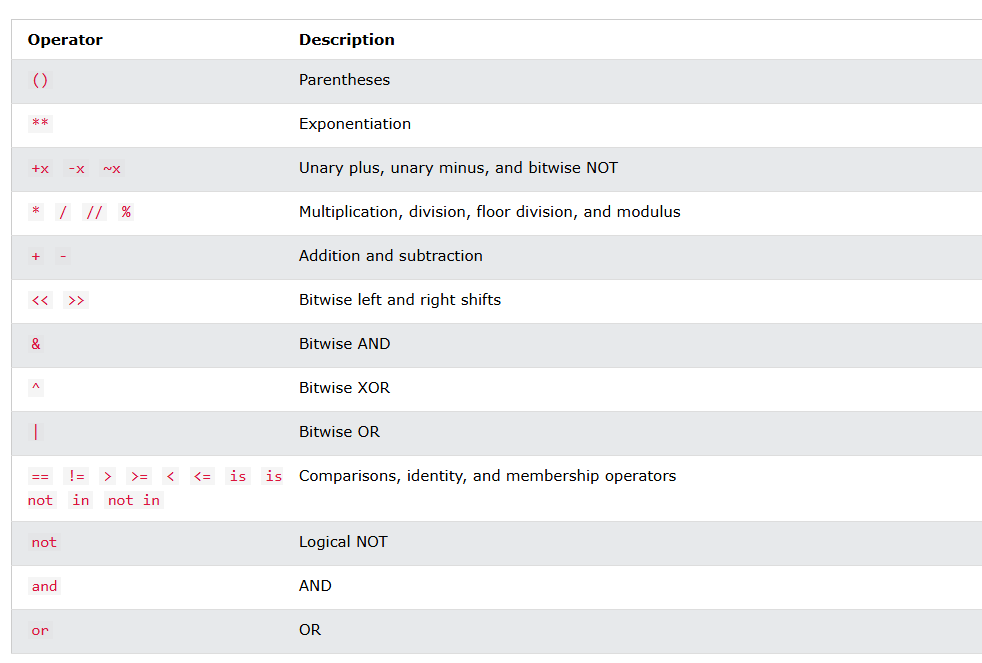 Operator Description
() Parentheses
** Exponentiation
+x -x ~x Unary plus, unary minus, and bitwise NOT
* / // % Multiplication, division, floor division, and modulus
+ - Addition and subtraction
<< >> Bitwise left and right shifts
& Bitwise AND
^ Bitwise XOR
| Bitwise OR
== != > >= < <= is is Comparisons, identity, and membership operators
not in not in
not Logical NOT
and AND
or OR